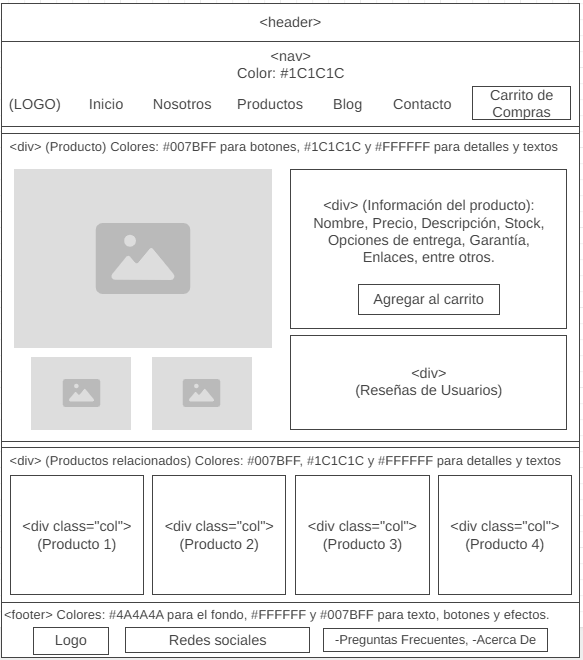 <header>
<nav>
Color: #1C1C1C
(LOGO) Inicio Nosotros Productos Blog Contacto Carrito de
Compras
<div> (Producto) Colores: #007BFF para botones, #1C1C1C y #FFFFFF para detalles y textos
<div> (Información del producto):
Nombre, Precio, Descripción, Stock,
Opciones de entrega, Garantía,
Enlaces, entre otros.
Agregar al carrito
<div>
(Reseñas de Usuarios)
<div> (Productos relacionados) Colores: #007BFF, #1C1C1C y #FFFFFF para detalles y textos
<div class="col"> <div class="col"> <div class="col"> <div class="col">
(Producto 1) (Producto 2) (Producto 3) (Producto 4)
<footer> Colores: #4A4A4A para el fondo, #FFFFFF y #007BFF para texto, botones y efectos.
Logo Redes sociales -Preguntas Frecuentes, -Acerca De